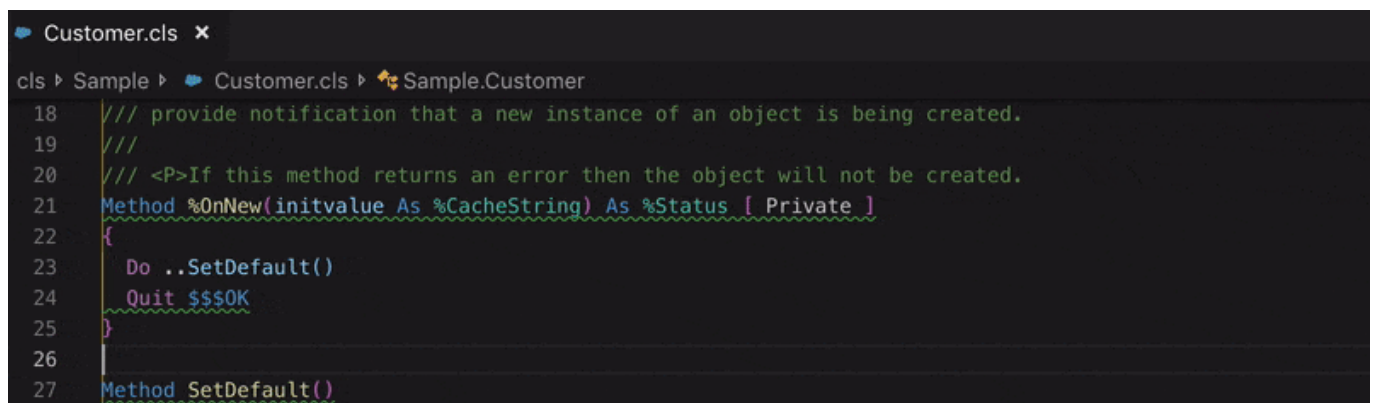 Customer.cls ×
cls Sample Customer.cls Sample.Customer
18 /// provide notification that a new instance of an object is being created.
19 ///
20 /// <P>If this method returns an error then the object will not be created.
21 Method %OnNew(initvalue As %CacheString) As %Status [ Private ]
22 {
23 Do ..SetDefault()
24 Quit $$$OK
25 }
26
27 Method SetDefault()